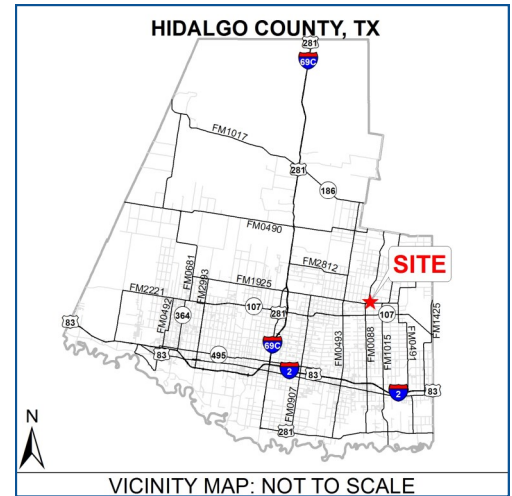 HIDALGO COUNTY, TX
281
69C
FM1017
281
186
FM0490
FM2812
SITE
FM0681
FM2993
FM1925
FM2221
FM0492
364
107
281
107
FM1425
83
69C
FM0493
FM0088
FM1015
FM0491
83
495
2
83
2
83
FM0907
281
N
VICINITY MAP: NOT TO SCALE